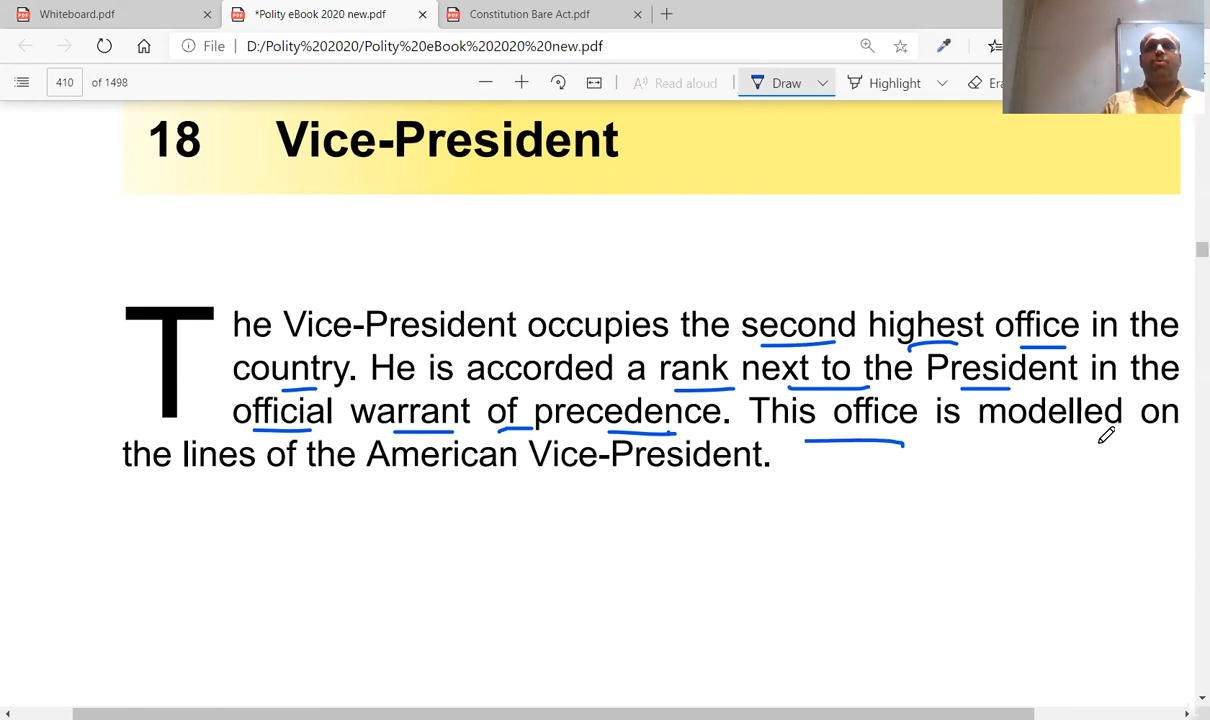 Whiteboard.pdf
*Polity eBook 2020 new.pdf
Constitution Bare Act.pdf
File | D:/Polity%202020/Polity%20eBook%202020%20new.pdf
410 of 1498
Read aloud
Draw
Highlight
18 Vice-President
The Vice-President occupies the second highest office in the
country. He is accorded a rank next to the President in the
official warrant of precedence. This office is modelled on
the lines of the American Vice-President.